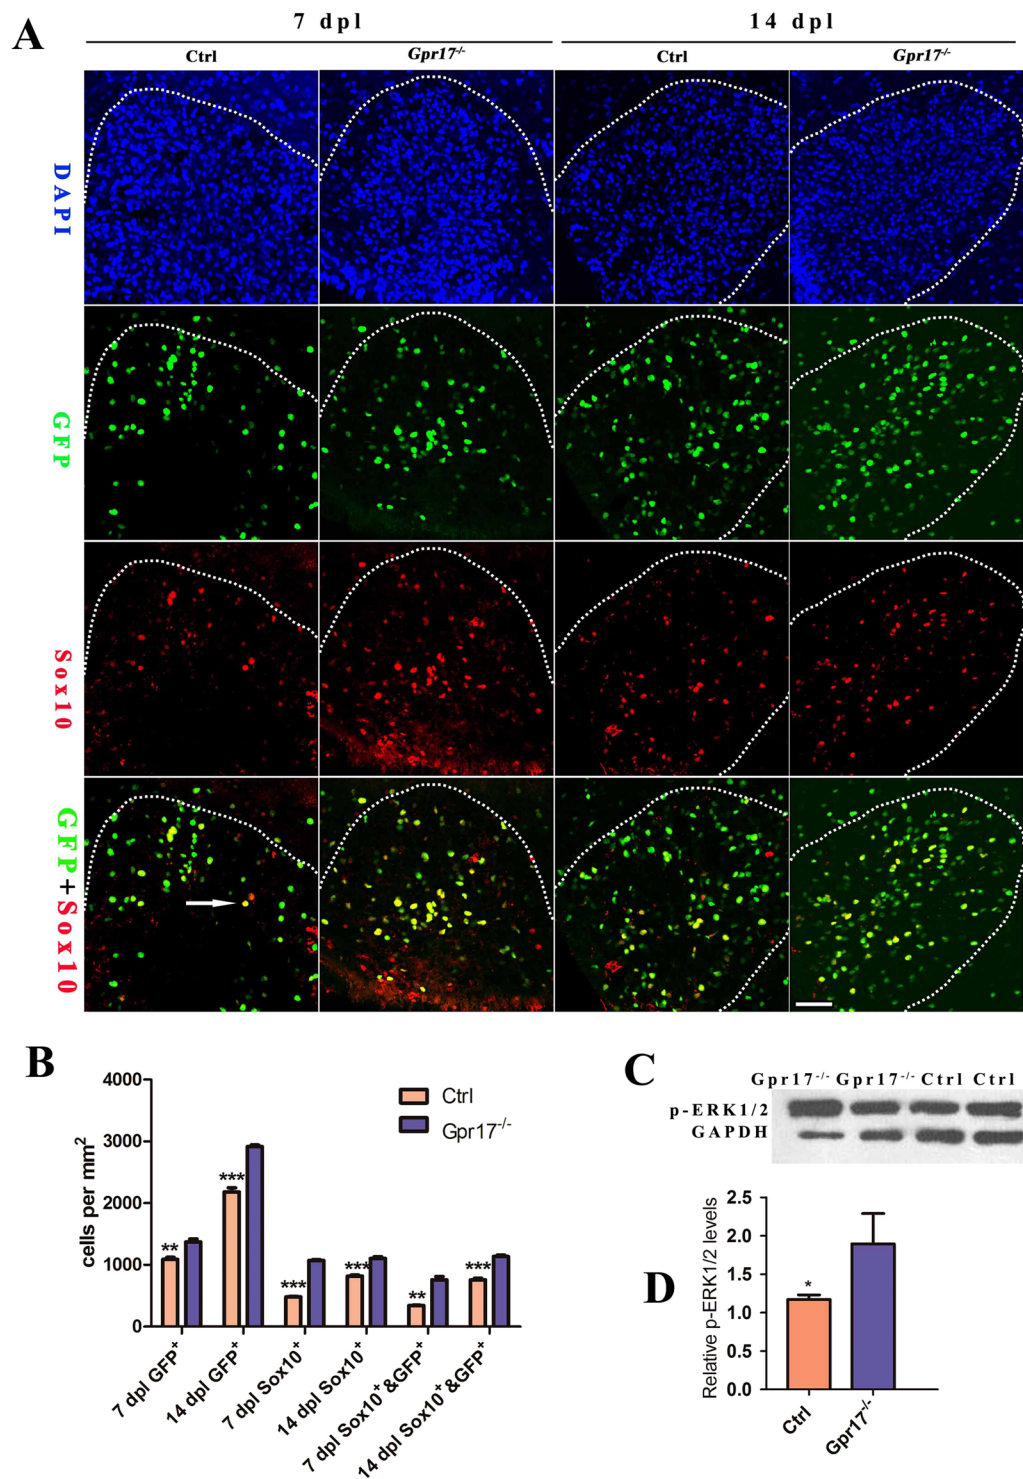 A
7 dpl
14 dpl
Ctrl
Gpr17-/-
Ctrl
Gpr17-/-
DAPI
GFP
Sox10
GFP+Sox10
B
4000
3000
2000
1000
0
cells per mm2
Ctrl
Gpr17-/-
**
***
***
***
**
***
7 dpl GFP+
14 dpl GFP+
7 dpl Sox10+
14 dpl Sox10+
7 dpl Sox10+&GFP+
14 dpl Sox10+&GFP+
C
Gpr17-/- Gpr17-/- Ctrl Ctrl
p-ERK1/2
GAPDH
D
Relative p-ERK1/2 levels
2.5
2.0
1.5
1.0
0.5
0.0
*
Ctrl
Gpr17-/-